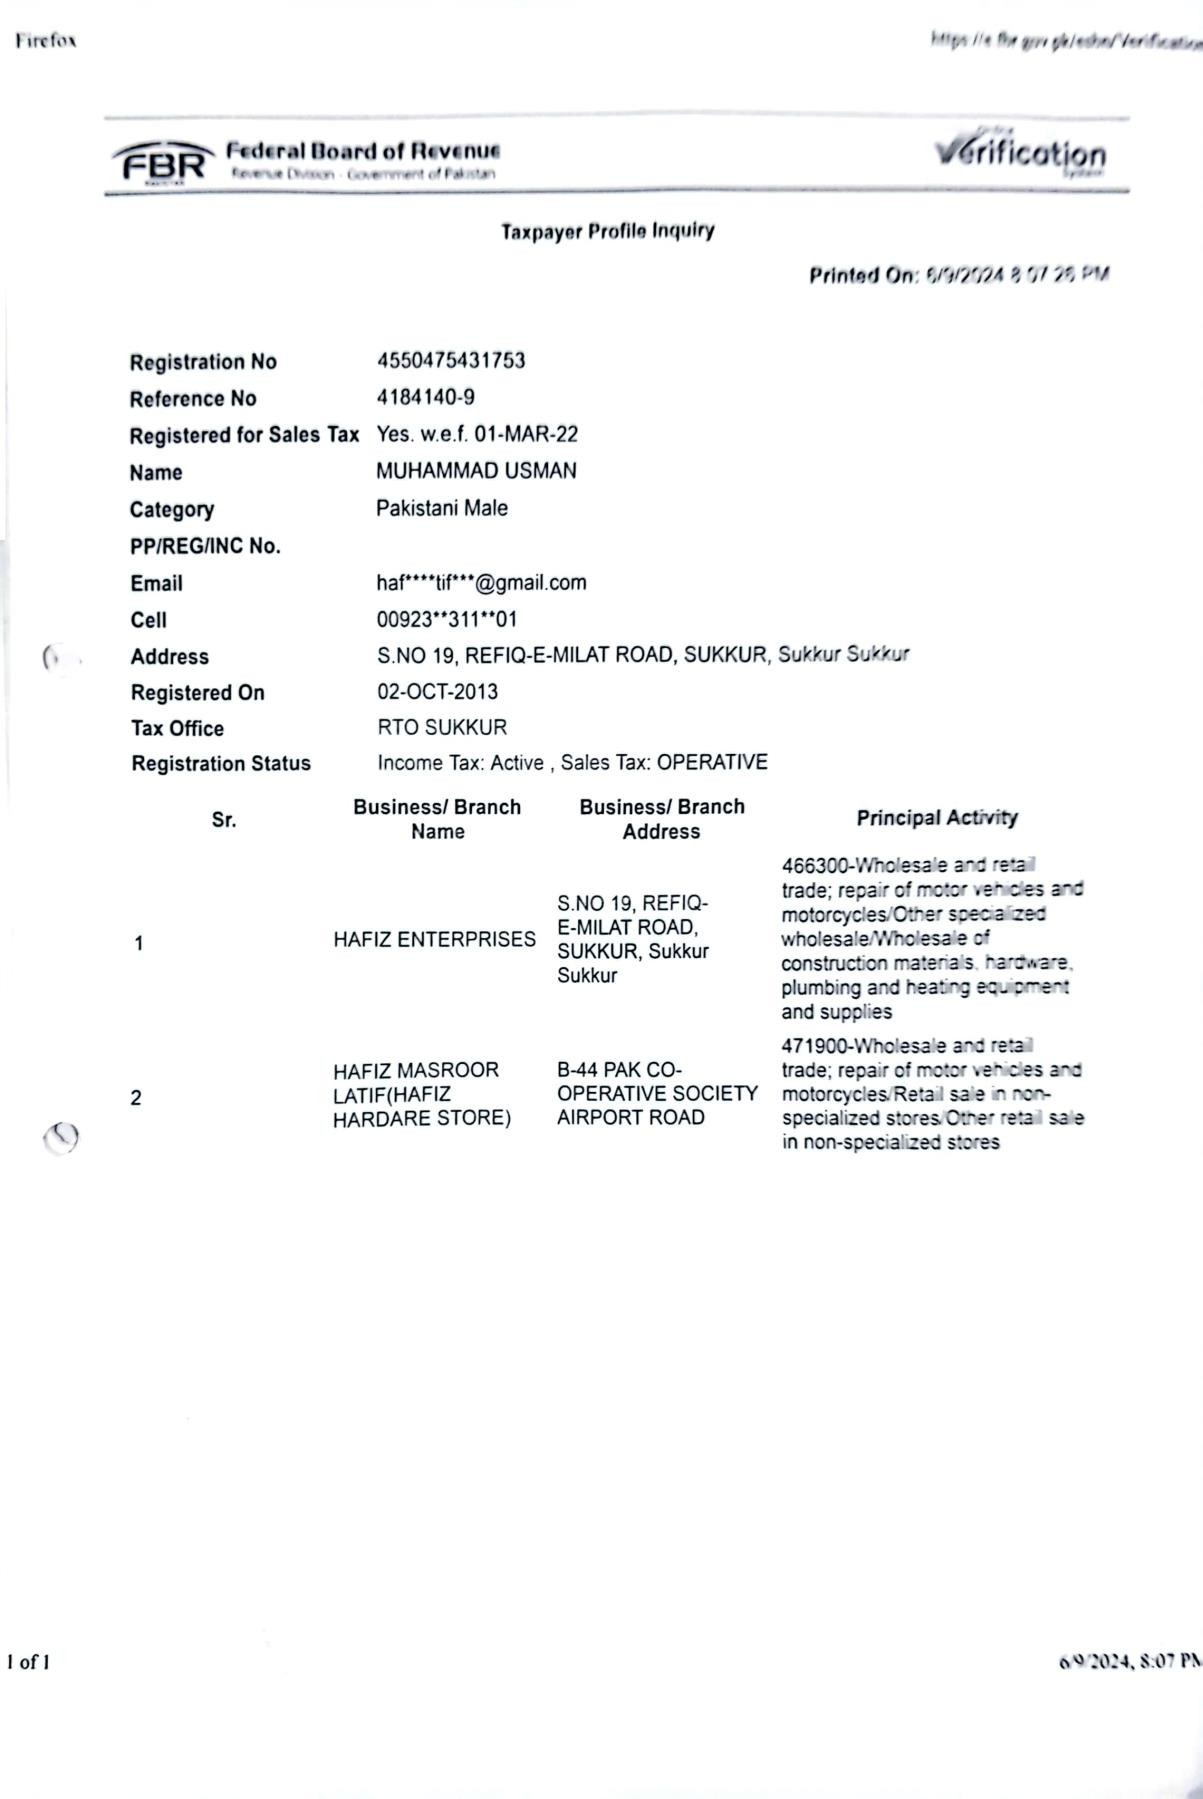 Firefox
https://e.fbr.gov.pk/esbn/Verification
FBR
PAKISTAN
Federal Board of Revenue
Revenue Division - Government of Pakistan
Online
Verification
System
Taxpayer Profile Inquiry
Printed On: 6/9/2024 8:07:26 PM
Registration No 4550475431753
Reference No 4184140-9
Registered for Sales Tax Yes. w.e.f. 01-MAR-22
Name MUHAMMAD USMAN
Category Pakistani Male
PP/REG/INC No.
Email haf****tif***@gmail.com
Cell 00923**311**01
Address S.NO 19, REFIQ-E-MILAT ROAD, SUKKUR, Sukkur Sukkur
Registered On 02-OCT-2013
Tax Office RTO SUKKUR
Registration Status Income Tax: Active , Sales Tax: OPERATIVE
Sr.
Business/ Branch
Name
Business/ Branch
Address
Principal Activity
1
HAFIZ ENTERPRISES
S.NO 19, REFIQ-
E-MILAT ROAD,
SUKKUR, Sukkur
Sukkur
466300-Wholesale and retail
trade; repair of motor vehicles and
motorcycles/Other specialized
wholesale/Wholesale of
construction materials, hardware,
plumbing and heating equipment
and supplies
2
HAFIZ MASROOR
LATIF(HAFIZ
HARDARE STORE)
B-44 PAK CO-
OPERATIVE SOCIETY
AIRPORT ROAD
471900-Wholesale and retail
trade; repair of motor vehicles and
motorcycles/Retail sale in non-
specialized stores/Other retail sale
in non-specialized stores
1 of 1
6/9/2024, 8:07 PM